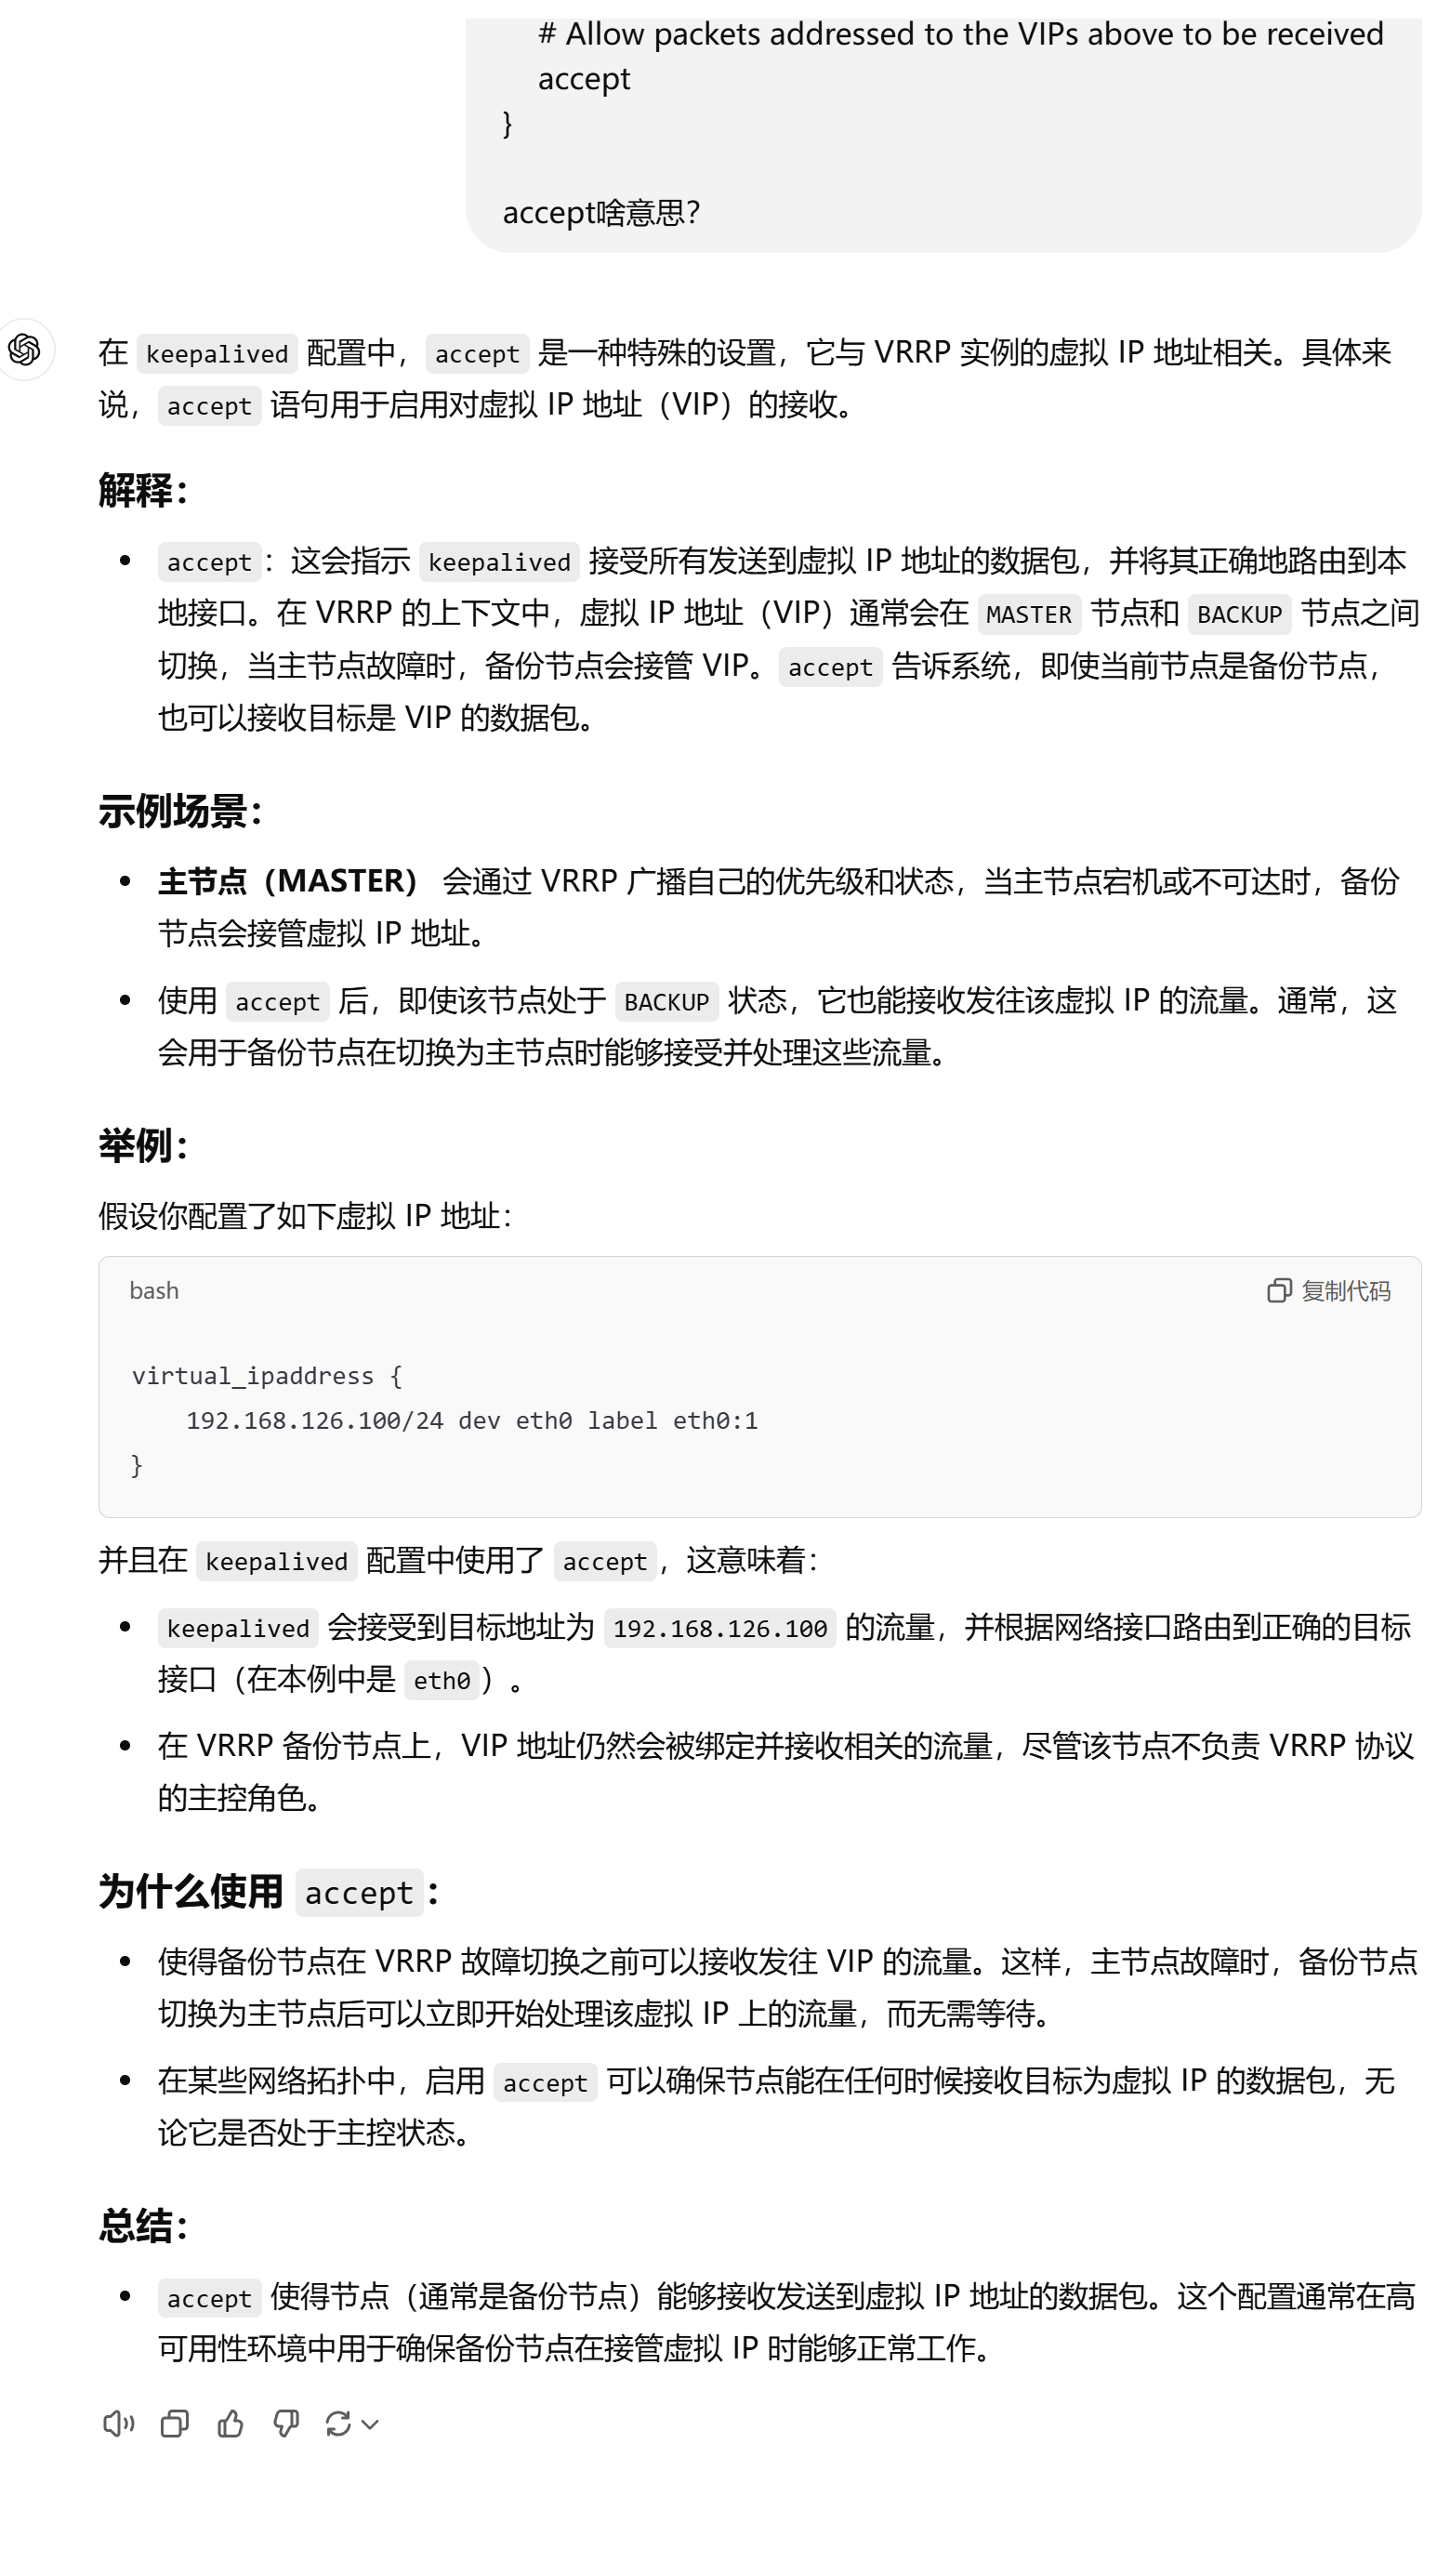 # Allow packets addressed to the VIPs above to be received
accept
}
accept啥意思？
在 keepalived 配置中，accept 是一种特殊的设置，它与 VRRP 实例的虚拟 IP 地址相关。具体来
说，accept 语句用于启用对虚拟 IP 地址（VIP）的接收。
解释：
accept：这会指示 keepalived 接受所有发送到虚拟 IP 地址的数据包，并将其正确地路由到本
地接口。在 VRRP 的上下文中，虚拟 IP 地址（VIP）通常会在 MASTER 节点和 BACKUP 节点之间
切换，当主节点故障时，备份节点会接管 VIP。accept 告诉系统，即使当前节点是备份节点，
也可以接收目标是 VIP 的数据包。
示例场景：
主节点（MASTER） 会通过 VRRP 广播自己的优先级和状态，当主节点宕机或不可达时，备份
节点会接管虚拟 IP 地址。
使用 accept 后，即使该节点处于 BACKUP 状态，它也能接收发往该虚拟 IP 的流量。通常，这
会用于备份节点在切换为主节点时能够接受并处理这些流量。
举例：
假设你配置了如下虚拟 IP 地址：
bash 复制代码
virtual_ipaddress {
192.168.126.100/24 dev eth0 label eth0:1
}
并且在 keepalived 配置中使用了 accept，这意味着：
keepalived 会接受到目标地址为 192.168.126.100 的流量，并根据网络接口路由到正确的目标
接口（在本例中是 eth0）。
在 VRRP 备份节点上，VIP 地址仍然会被绑定并接收相关的流量，尽管该节点不负责 VRRP 协议
的主控角色。
为什么使用 accept：
使得备份节点在 VRRP 故障切换之前可以接收发往 VIP 的流量。这样，主节点故障时，备份节点
切换为主节点后可以立即开始处理该虚拟 IP 上的流量，而无需等待。
在某些网络拓扑中，启用 accept 可以确保节点能在任何时候接收目标为虚拟 IP 的数据包，无
论它是否处于主控状态。
总结：
accept 使得节点（通常是备份节点）能够接收发送到虚拟 IP 地址的数据包。这个配置通常在高
可用性环境中用于确保备份节点在接管虚拟 IP 时能够正常工作。